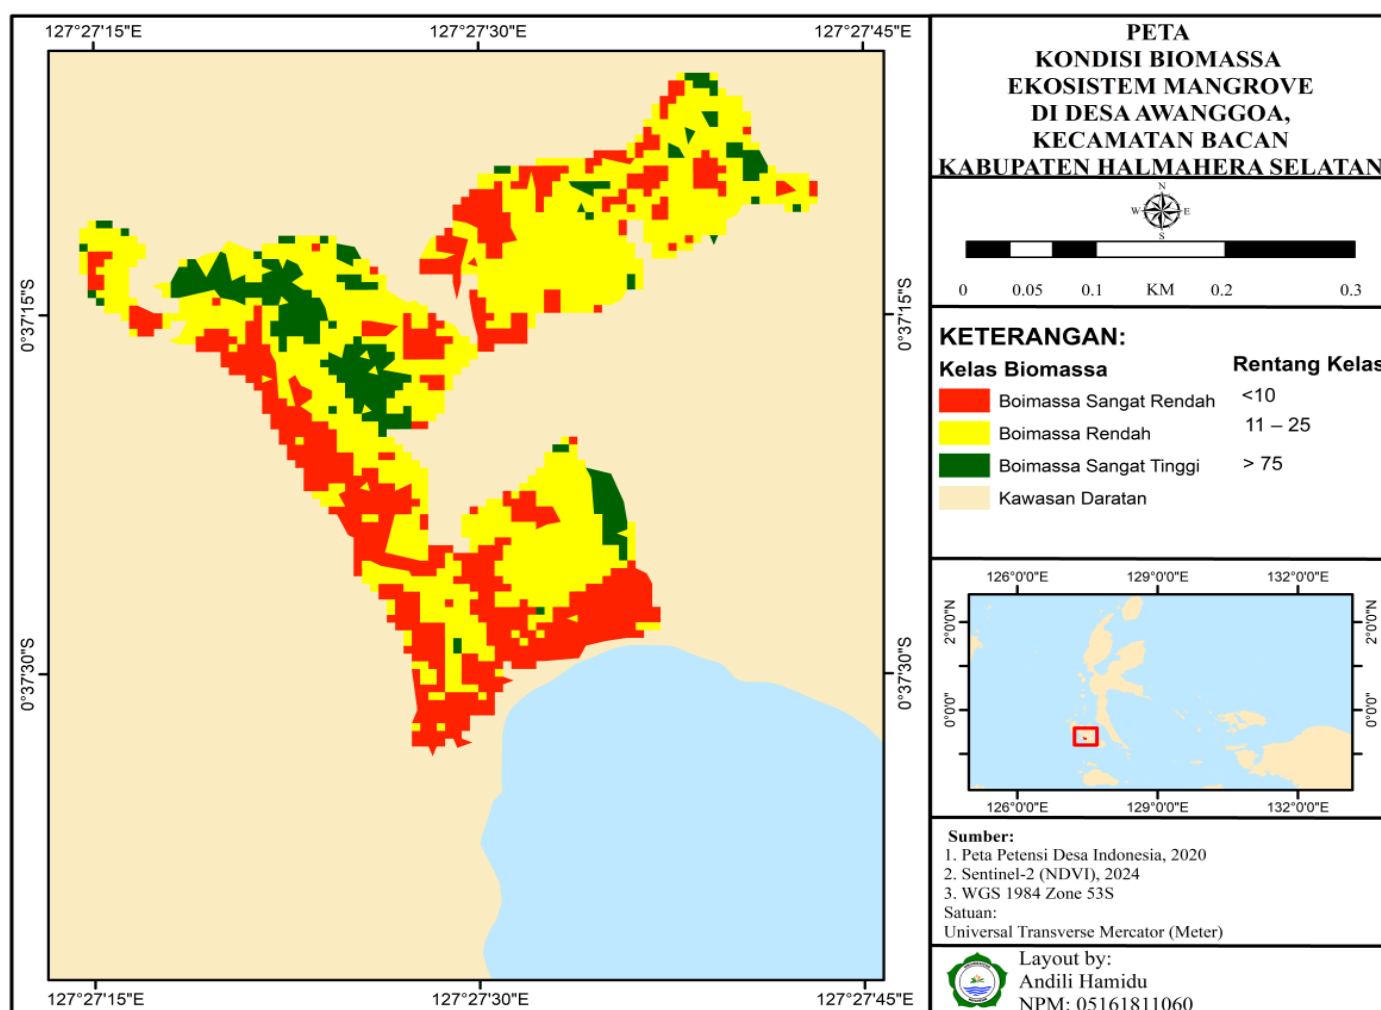 127°27'15"E 127°27'30"E 127°27'45"E
0°37'15"S 0°37'15"S
0°37'30"S 0°37'30"S
127°27'15"E 127°27'30"E 127°27'45"E
PETA
KONDISI BIOMASSA
EKOSISTEM MANGROVE
DI DESA AWANGGOA,
KECAMATAN BACAN
KABUPATEN HALMAHERA SELATAN
N
W E
S
0 0.05 0.1 KM 0.2 0.3
KETERANGAN:
Kelas Biomassa Rentang Kelas
Boimassa Sangat Rendah <10
Boimassa Rendah 11 – 25
Boimassa Sangat Tinggi > 75
Kawasan Daratan
126°0'0"E 129°0'0"E 132°0'0"E
2°0'0"N 2°0'0"N
0°0'0" 0°0'0"
126°0'0"E 129°0'0"E 132°0'0"E
Sumber:
1. Peta Petensi Desa Indonesia, 2020
2. Sentinel-2 (NDVI), 2024
3. WGS 1984 Zone 53S
Satuan:
Universal Transverse Mercator (Meter)
Layout by:
Andili Hamidu
NPM: 05161811060